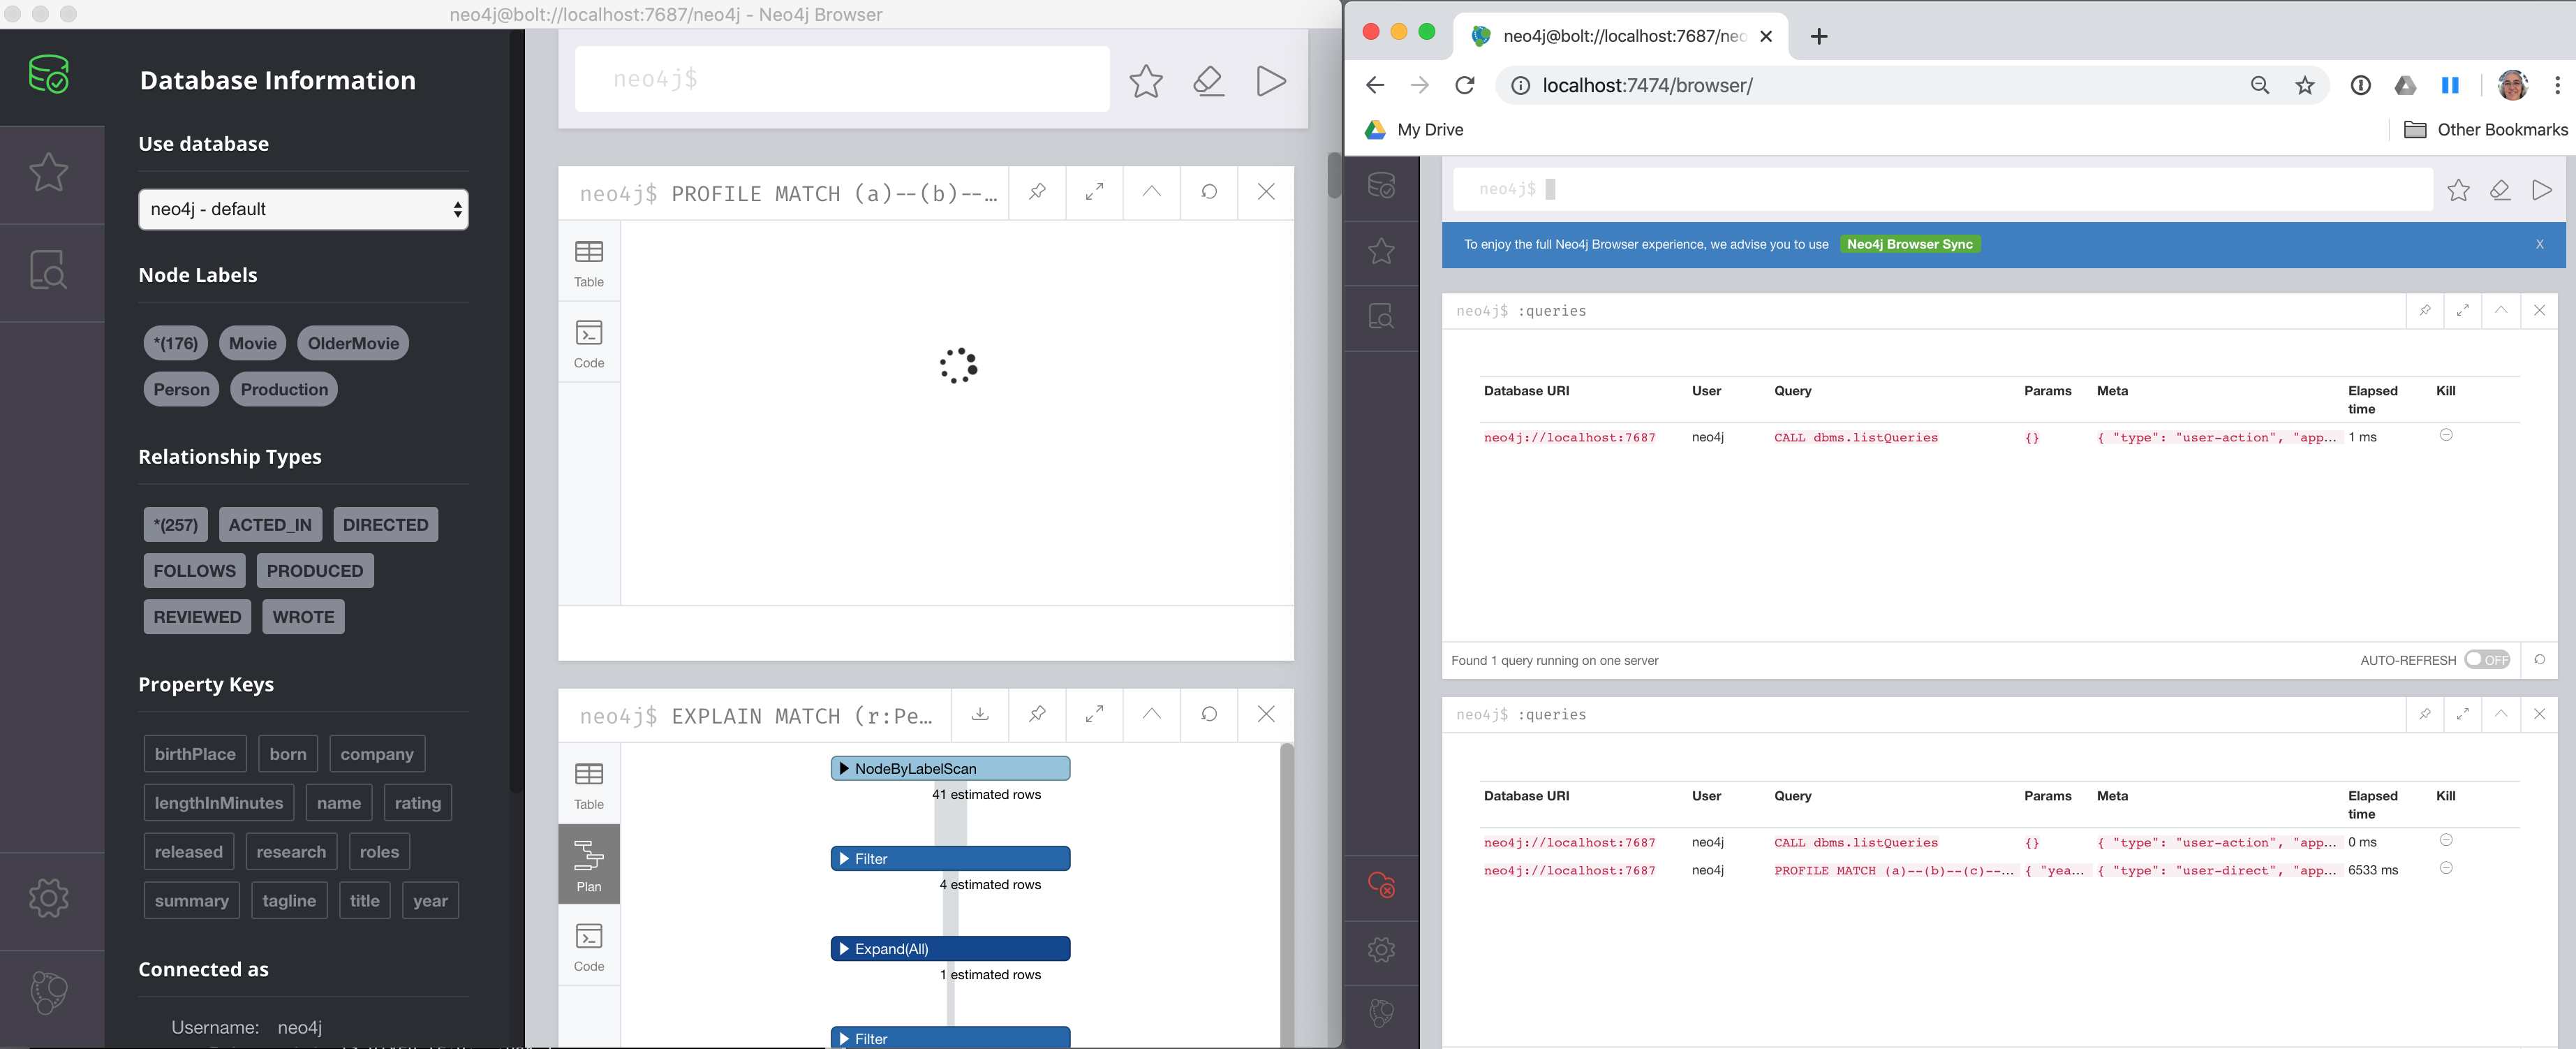 neo4j@bolt://localhost:7687/neo4j - Neo4j Browser
Database Information
Use database
neo4j - default
Node Labels
*(176) Movie OlderMovie
Person Production
Relationship Types
*(257) ACTED_IN DIRECTED
FOLLOWS PRODUCED
REVIEWED WROTE
Property Keys
birthPlace born company
lengthInMinutes name rating
released research roles
summary tagline title year
Connected as
Username: neo4j
neo4j$
neo4j$ PROFILE MATCH (a)--(b)--…
Table
Code
neo4j$ EXPLAIN MATCH (r:Pe…
Table
Plan
Code
NodeByLabelScan
41 estimated rows
Filter
4 estimated rows
Expand(All)
1 estimated rows
Filter
neo4j@bolt://localhost:7687/neo
localhost:7474/browser/
My Drive
Other Bookmarks
neo4j$
To enjoy the full Neo4j Browser experience, we advise you to use Neo4j Browser Sync X
neo4j$ :queries
Database URI User Query Params Meta Elapsed time Kill
neo4j://localhost:7687 neo4j CALL dbms.listQueries {} { "type": "user-action", "app... 1 ms
Found 1 query running on one server
AUTO-REFRESH OFF
neo4j$ :queries
Database URI User Query Params Meta Elapsed time Kill
neo4j://localhost:7687 neo4j CALL dbms.listQueries {} { "type": "user-action", "app... 0 ms
neo4j://localhost:7687 neo4j PROFILE MATCH (a)--(b)--(c)--... { "yea... { "type": "user-direct", "app... 6533 ms